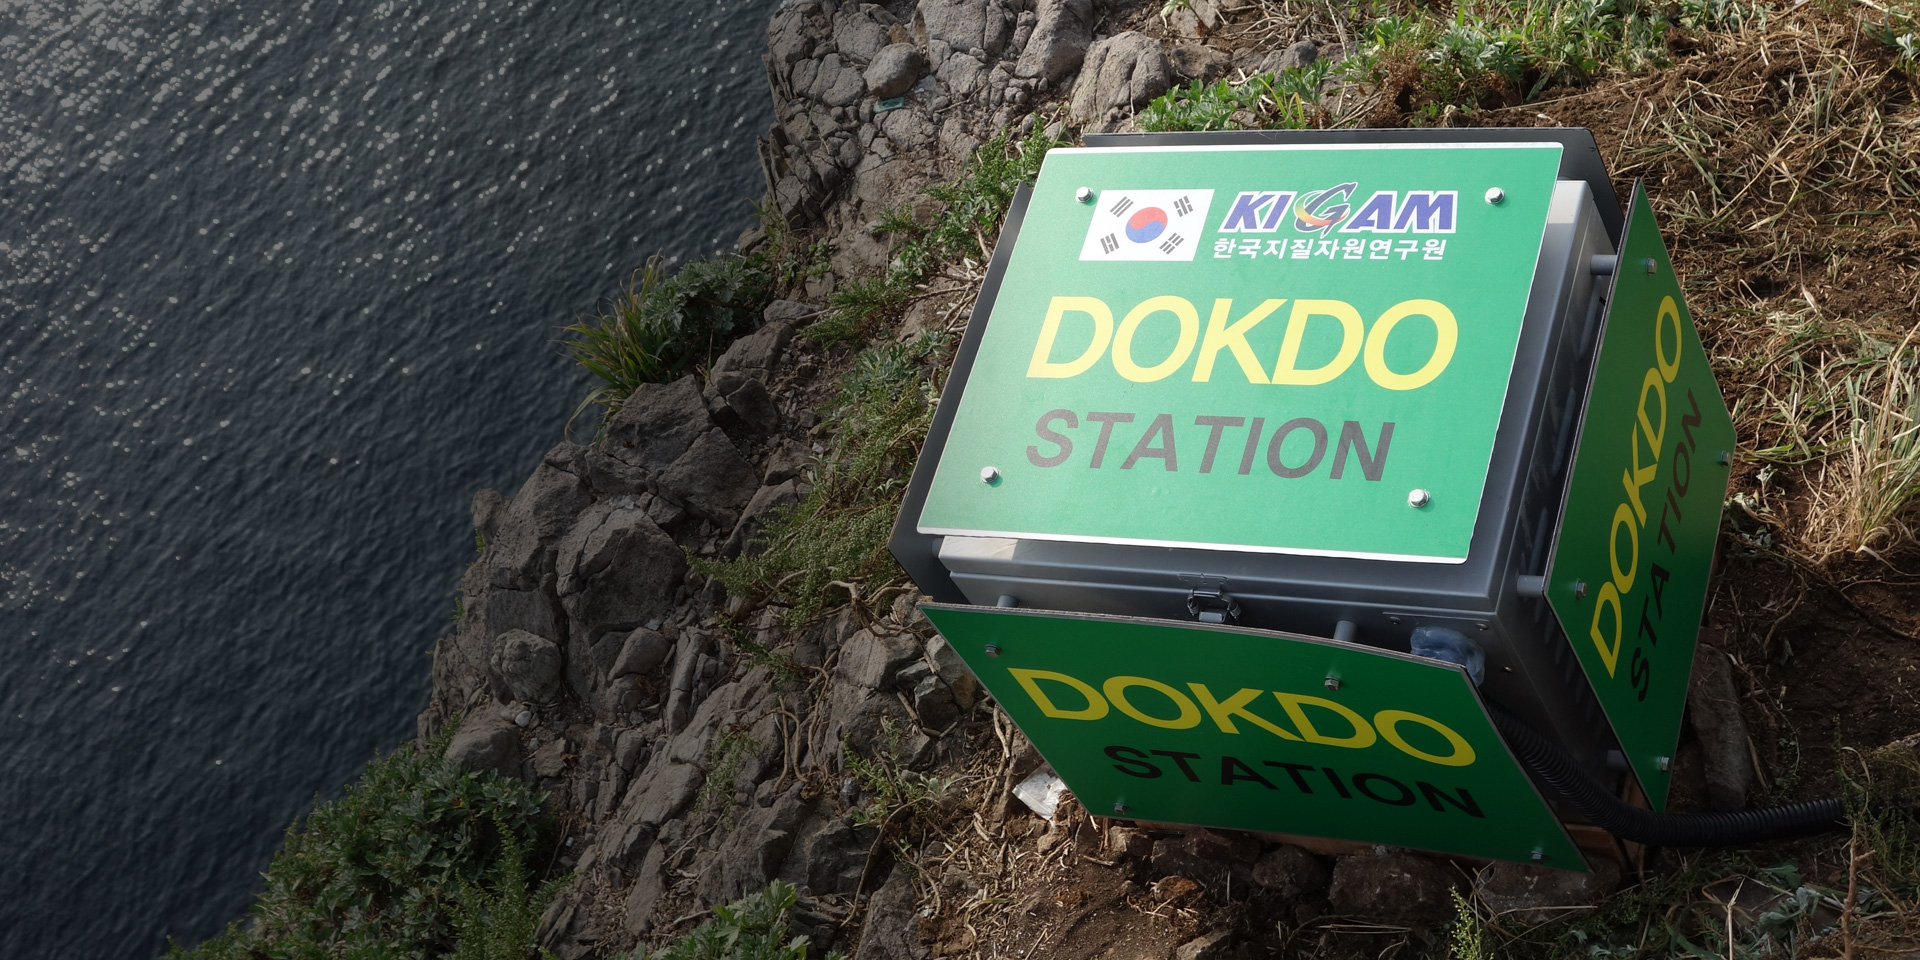 KIGAM
한국지질자원연구원
DOKDO
STATION
DOKDO
STATION
DOKDO
STATION